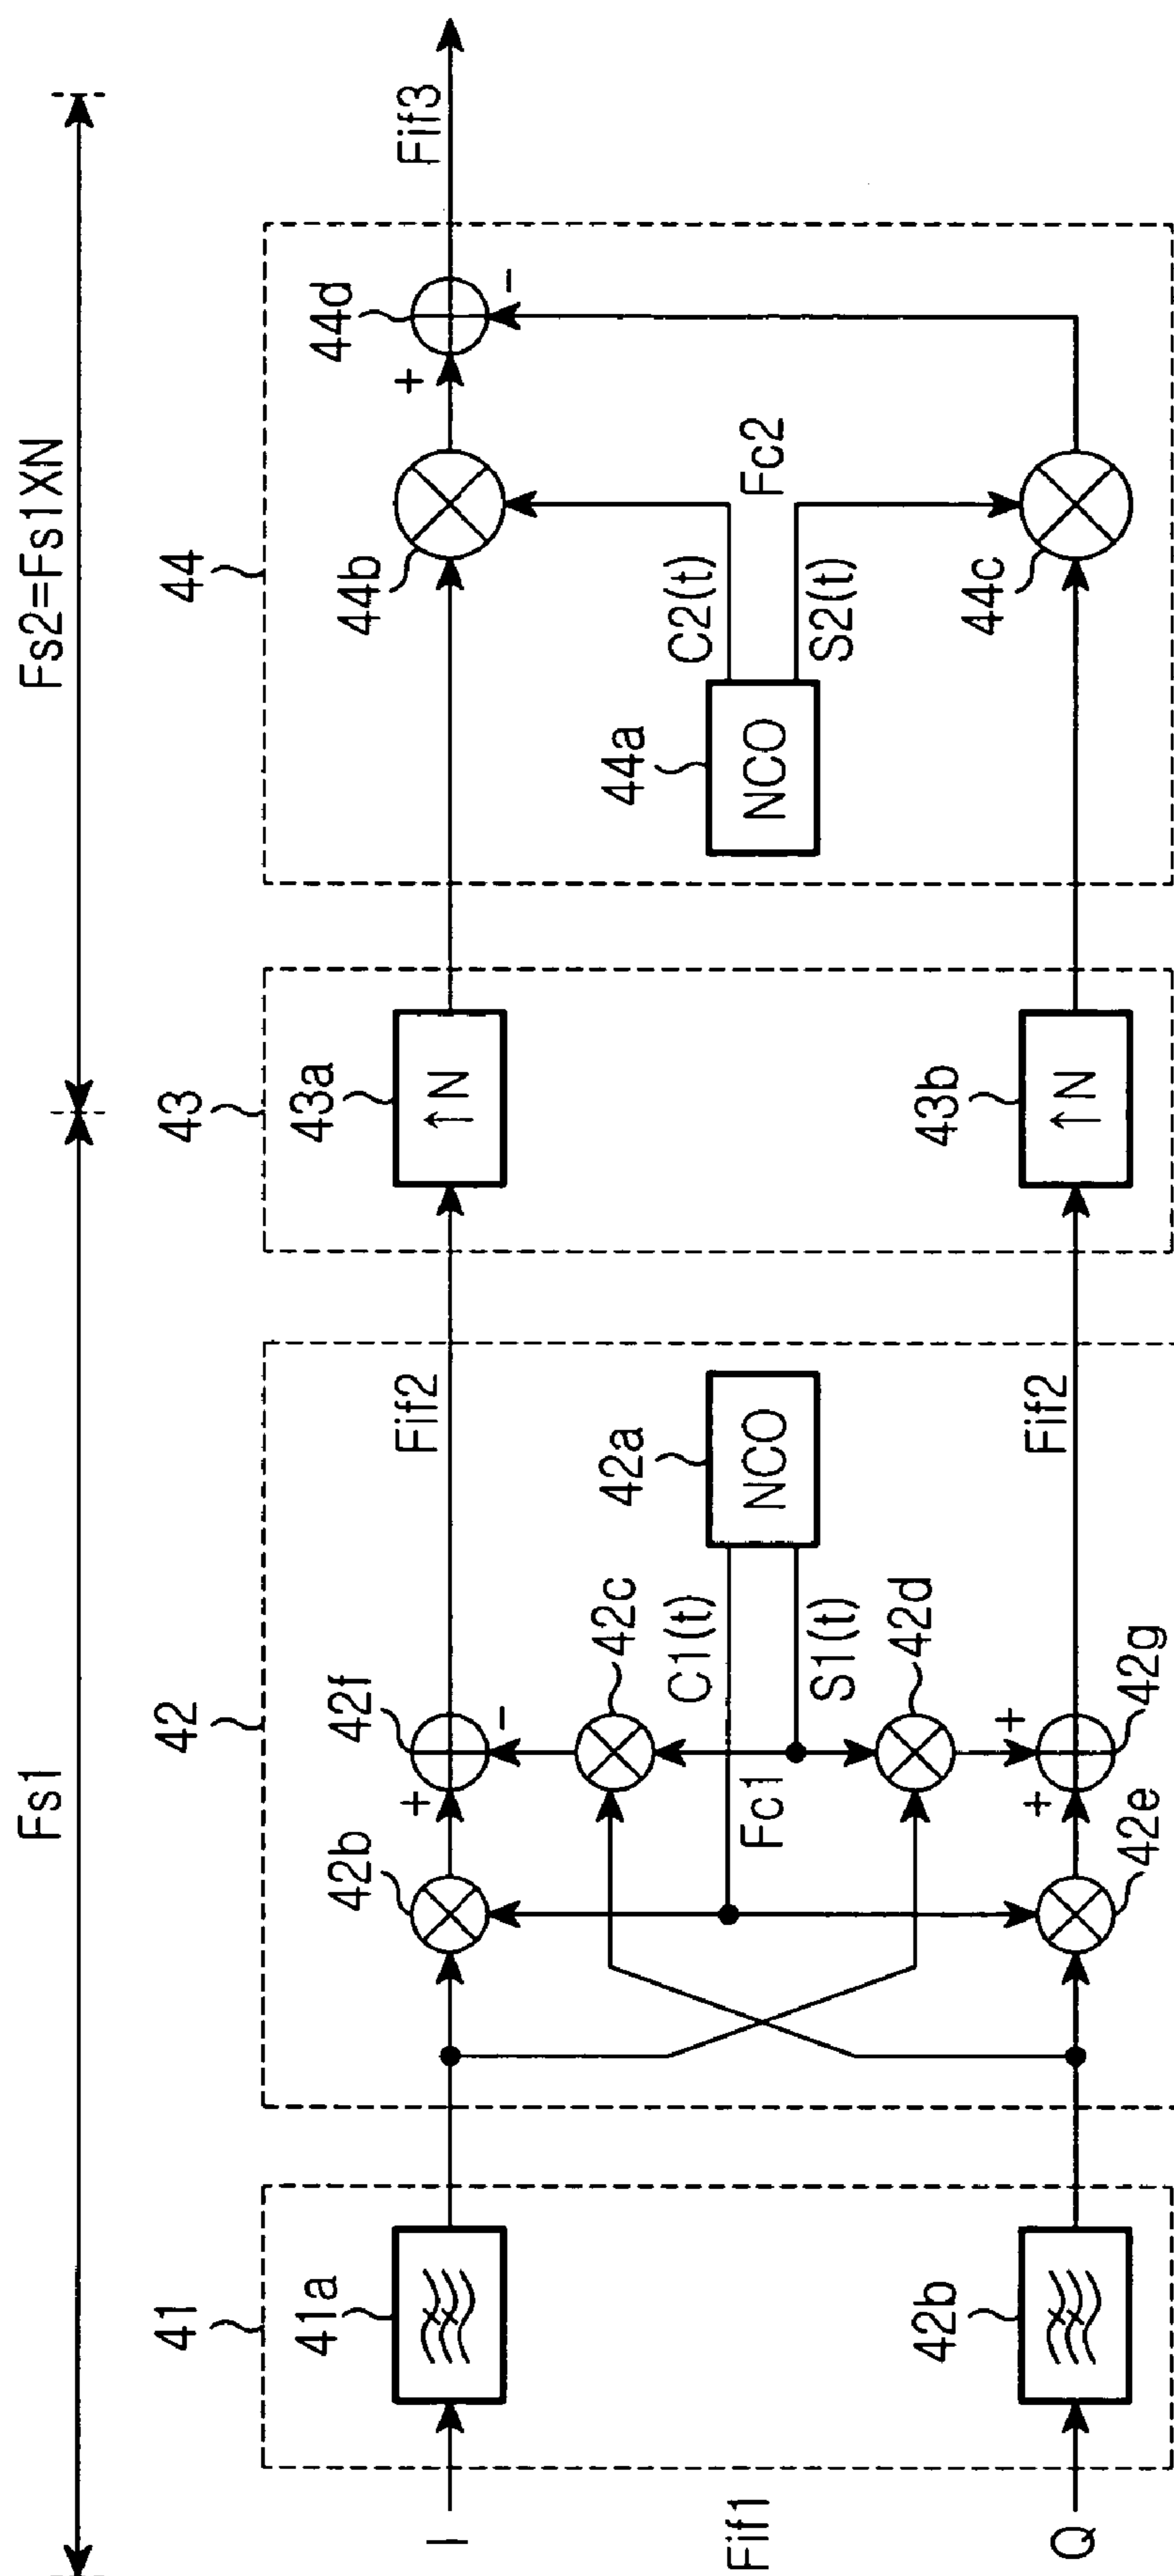 Fs1
Fs2=Fs1XN
41
42
43
44
I
41a
42b
42f
Fif2
43a
↑N
44b
44d
Fif3
+
-
+
-
42c
C1(t)
42a
NCO
Fc1
S1(t)
42d
44a
NCO
C2(t)
S2(t)
Fc2
Fif1
Q
42b
42e
42g
+
+
Fif2
43b
↑N
44c